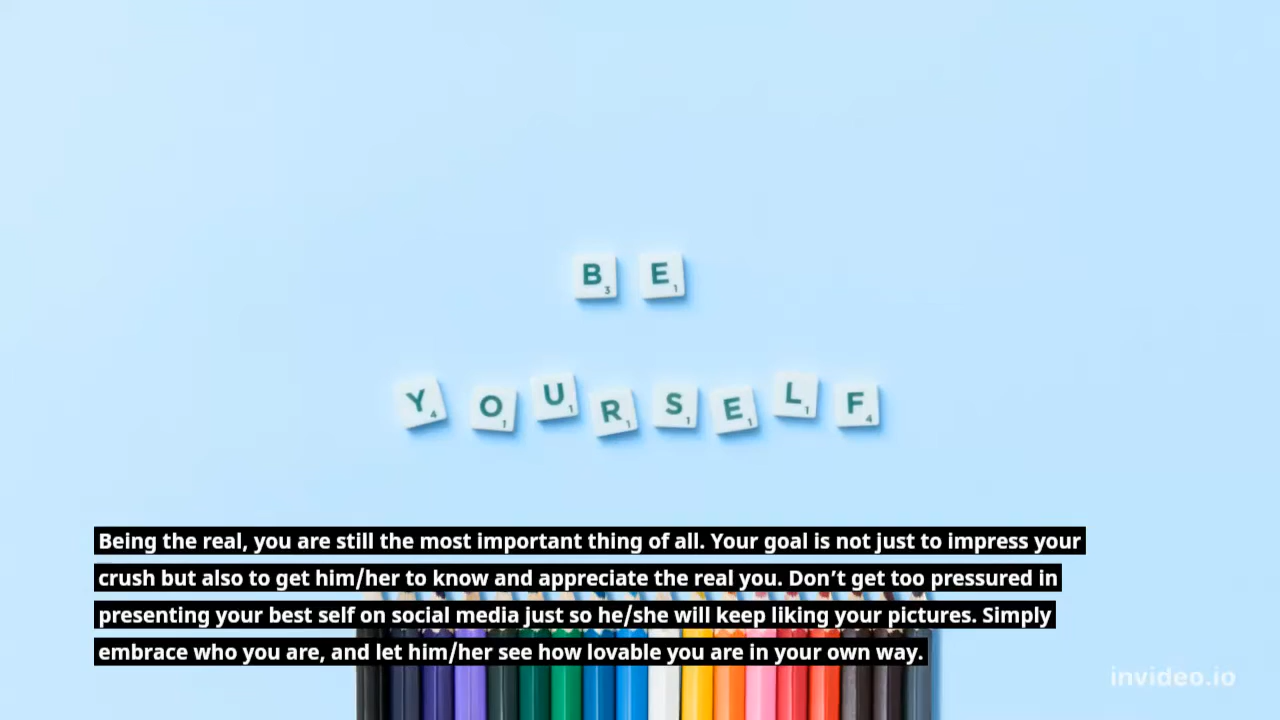 B E
Y O U R S E L F
Being the real, you are still the most important thing of all. Your goal is not just to impress your
crush but also to get him/her to know and appreciate the real you. Don’t get too pressured in
presenting your best self on social media just so he/she will keep liking your pictures. Simply
embrace who you are, and let him/her see how lovable you are in your own way.
invideo.io